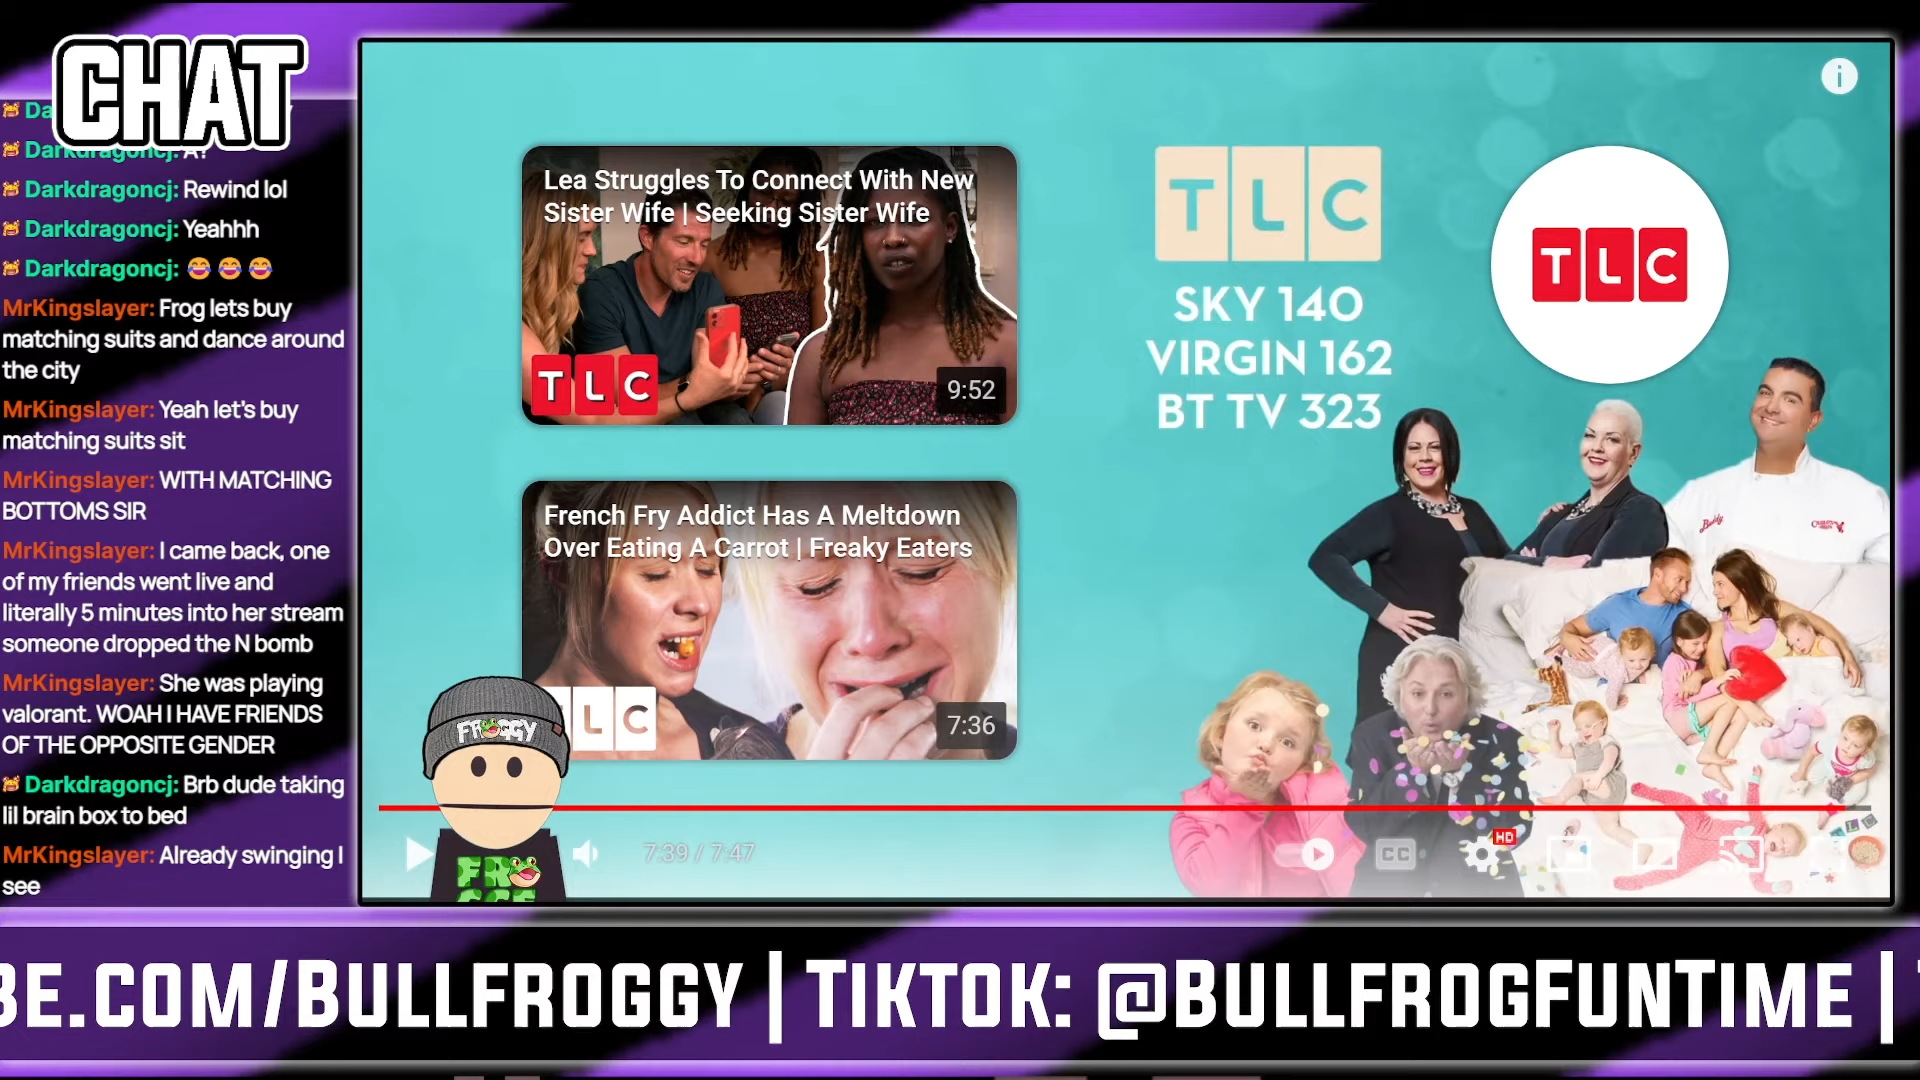 CHAT
Da
Darkdragoncj: A?
Darkdragoncj: Rewind lol
Darkdragoncj: Yeahhh
Darkdragoncj: 😂 😂 😂
MrKingslayer: Frog lets buy
matching suits and dance around
the city
MrKingslayer: Yeah let's buy
matching suits sit
MrKingslayer: WITH MATCHING
BOTTOMS SIR
MrKingslayer: I came back, one
of my friends went live and
literally 5 minutes into her stream
someone dropped the N bomb
MrKingslayer: She was playing
valorant. WOAH I HAVE FRIENDS
OF THE OPPOSITE GENDER
Darkdragoncj: Brb dude taking
lil brain box to bed
MrKingslayer: Already swinging I
see
Lea Struggles To Connect With New
Sister Wife | Seeking Sister Wife
TLC
9:52
French Fry Addict Has A Meltdown
Over Eating A Carrot | Freaky Eaters
LC
7:36
TLC
SKY 140
VIRGIN 162
BT TV 323
TLC
i
Buddy
FROGGY
FRO
7:39 / 7:47
CC
HD
BE.COM/BULLFROGGY | TIKTOK: @BULLFROGFUNTIME |